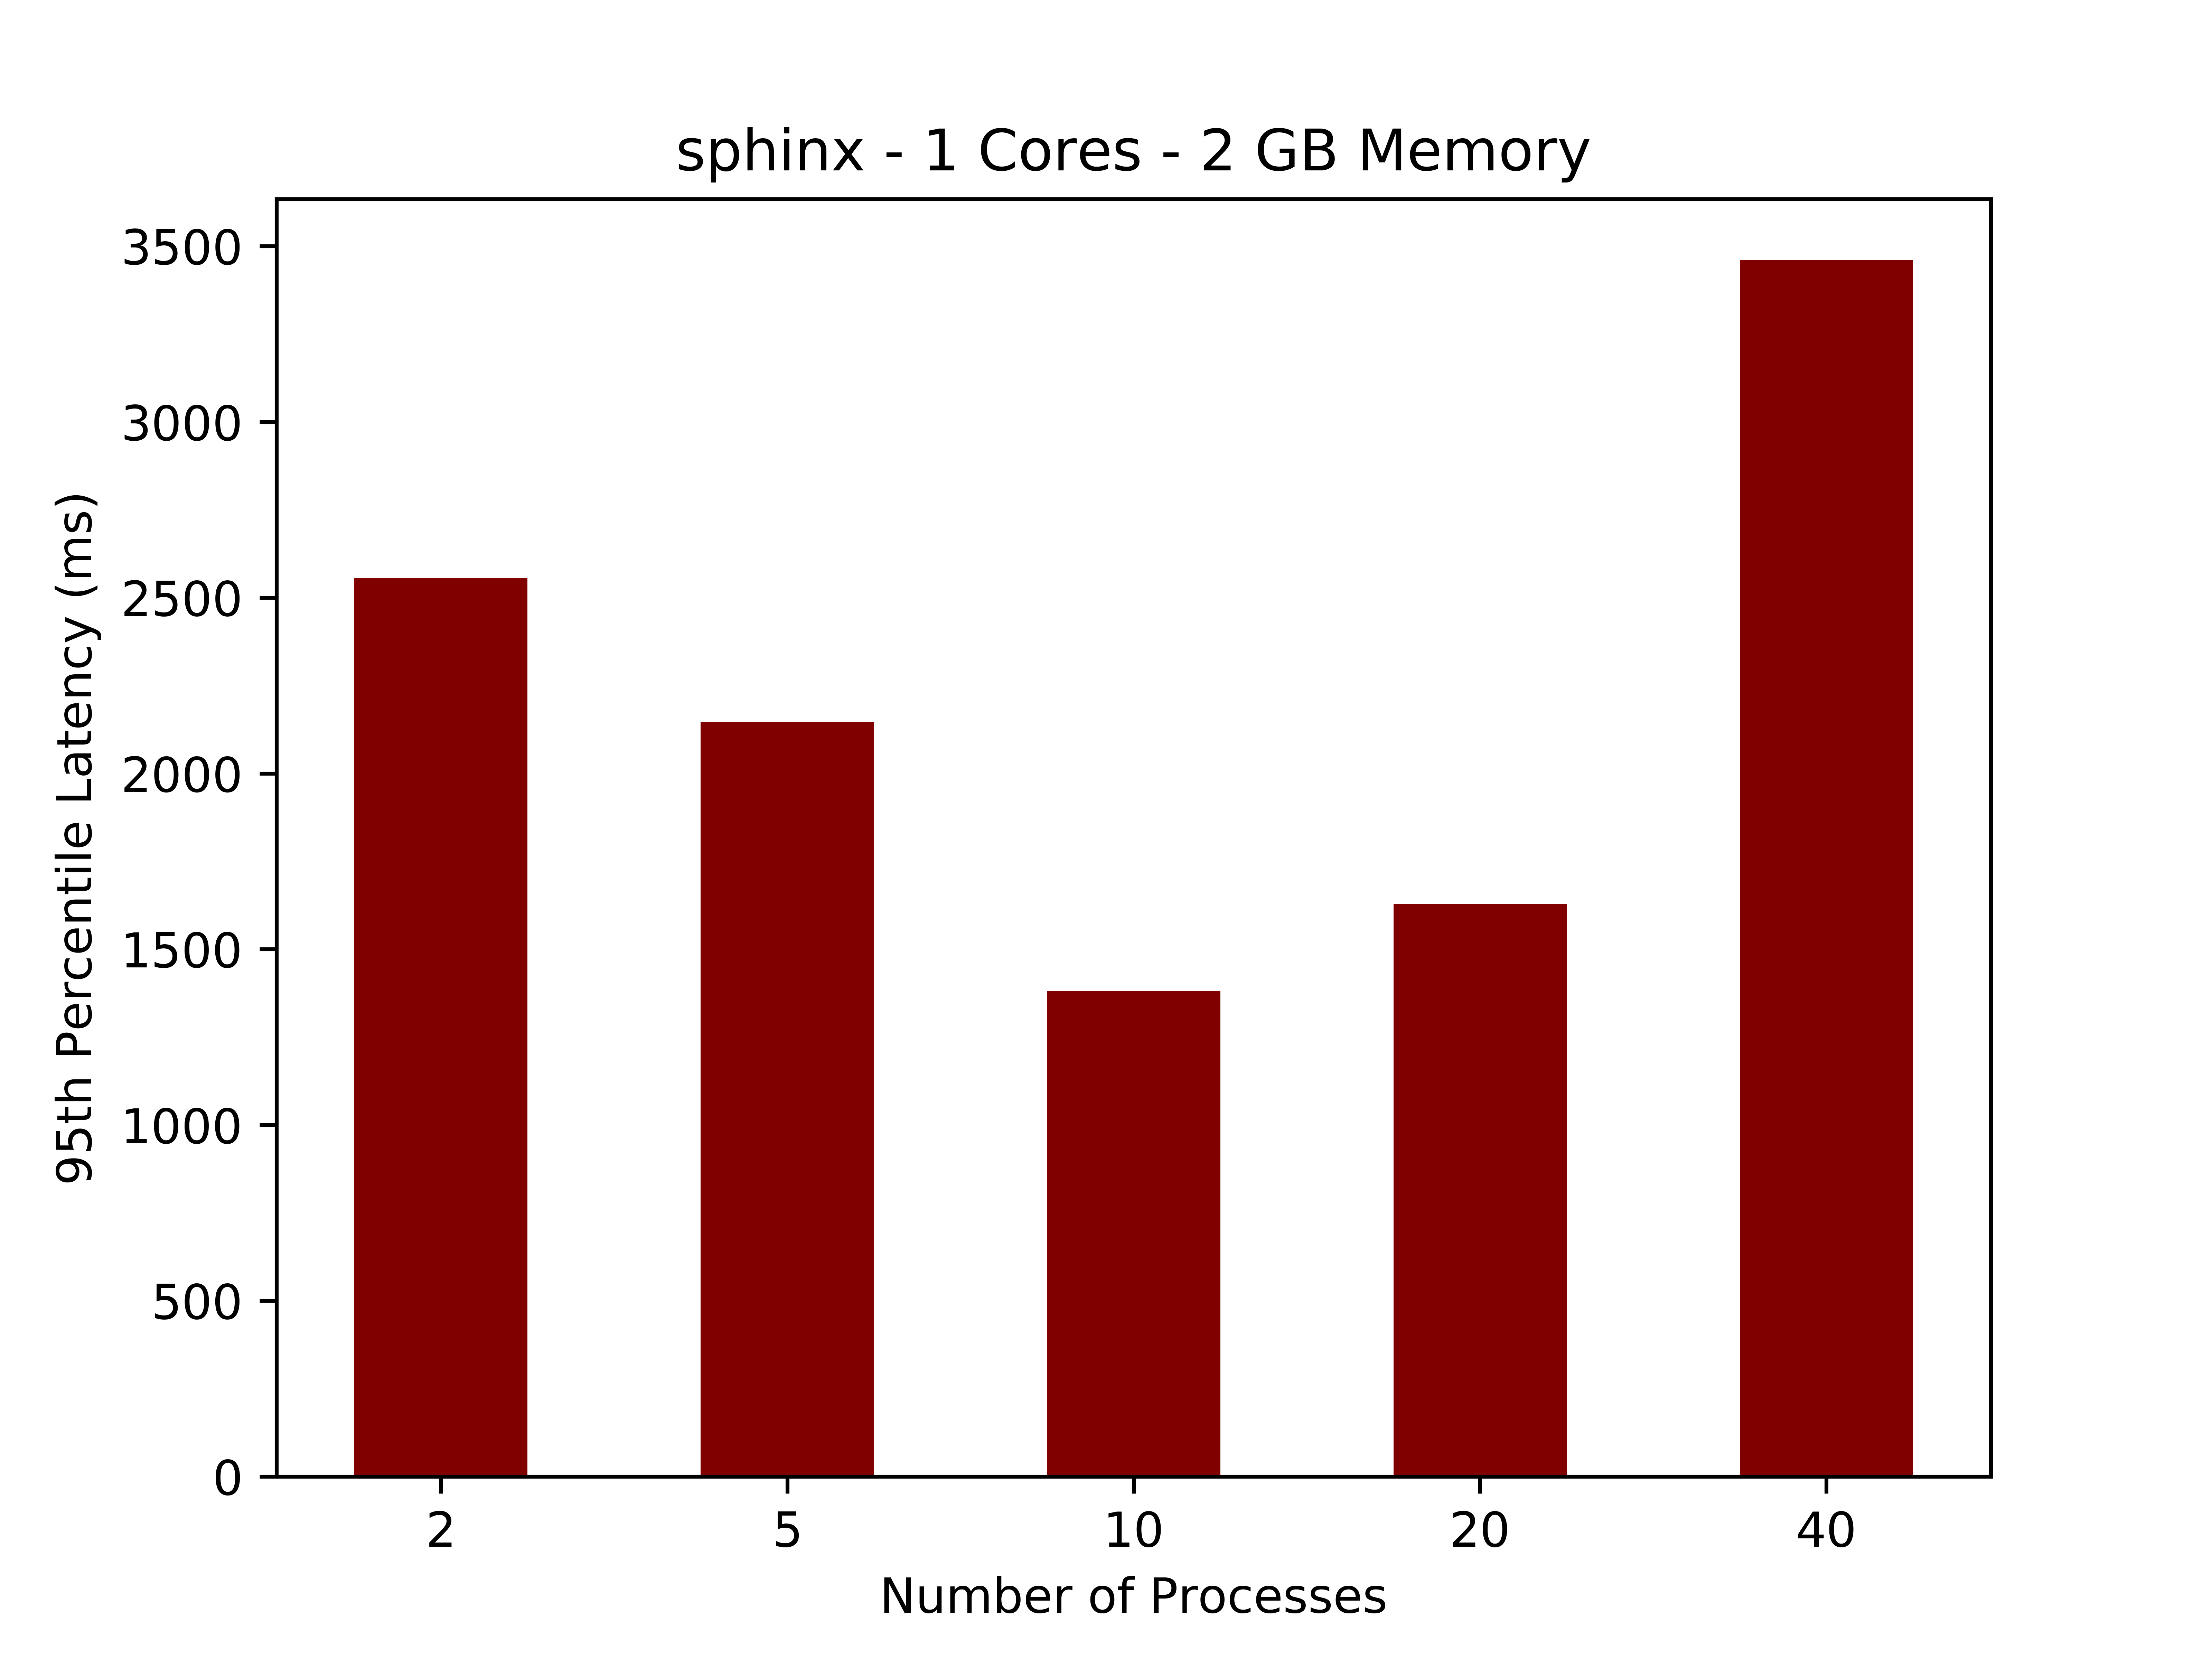 sphinx - 1 Cores - 2 GB Memory
95th Percentile Latency (ms)
3500
3000
2500
2000
1500
1000
500
0
2 5 10 20 40
Number of Processes